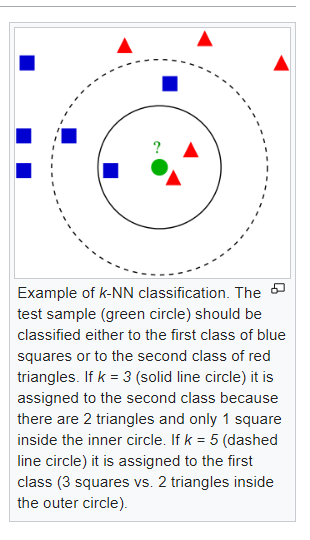 ?
Example of k-NN classification. The
test sample (green circle) should be
classified either to the first class of blue
squares or to the second class of red
triangles. If k = 3 (solid line circle) it is
assigned to the second class because
there are 2 triangles and only 1 square
inside the inner circle. If k = 5 (dashed
line circle) it is assigned to the first
class (3 squares vs. 2 triangles inside
the outer circle).